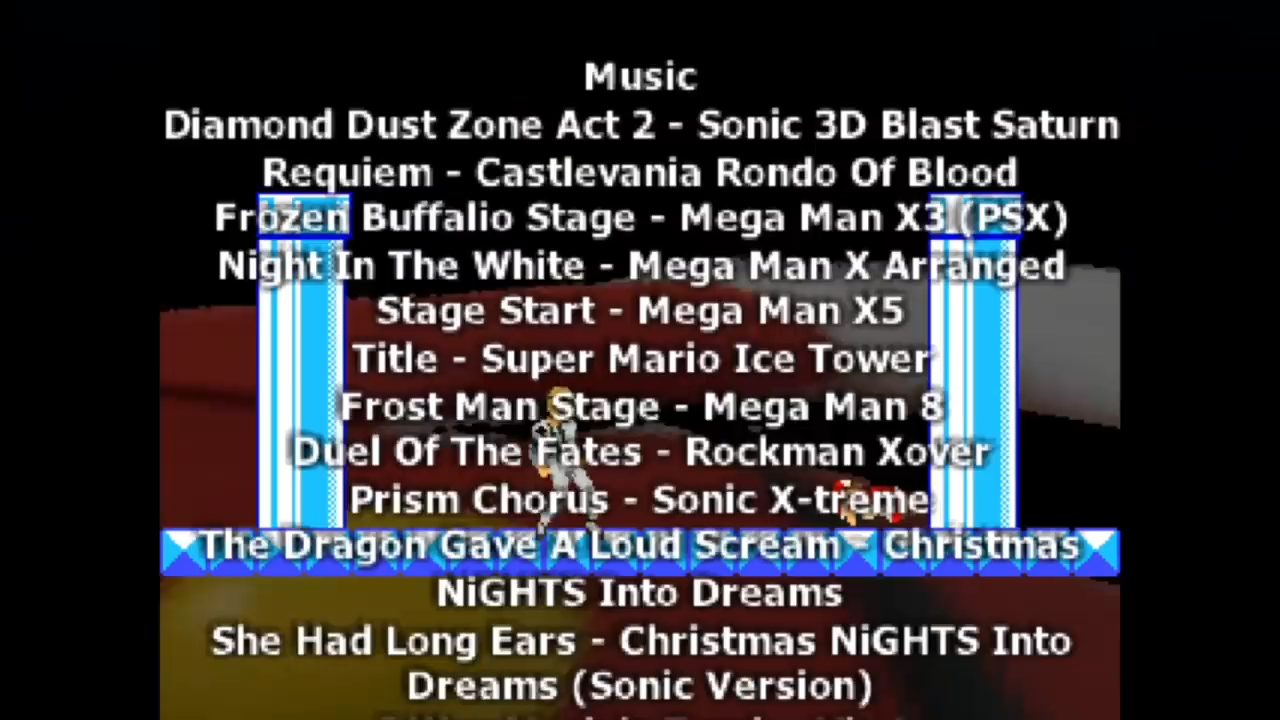 Music
Diamond Dust Zone Act 2 - Sonic 3D Blast Saturn
Requiem - Castlevania Rondo Of Blood
Frozen Buffalio Stage - Mega Man X3 (PSX)
Night In The White - Mega Man X Arranged
Stage Start - Mega Man X5
Title - Super Mario Ice Tower
Frost Man Stage - Mega Man 8
Duel Of The Fates - Rockman Xover
Prism Chorus - Sonic X-treme
The Dragon Gave A Loud Scream - Christmas
NiGHTS Into Dreams
She Had Long Ears - Christmas NiGHTS Into
Dreams (Sonic Version)